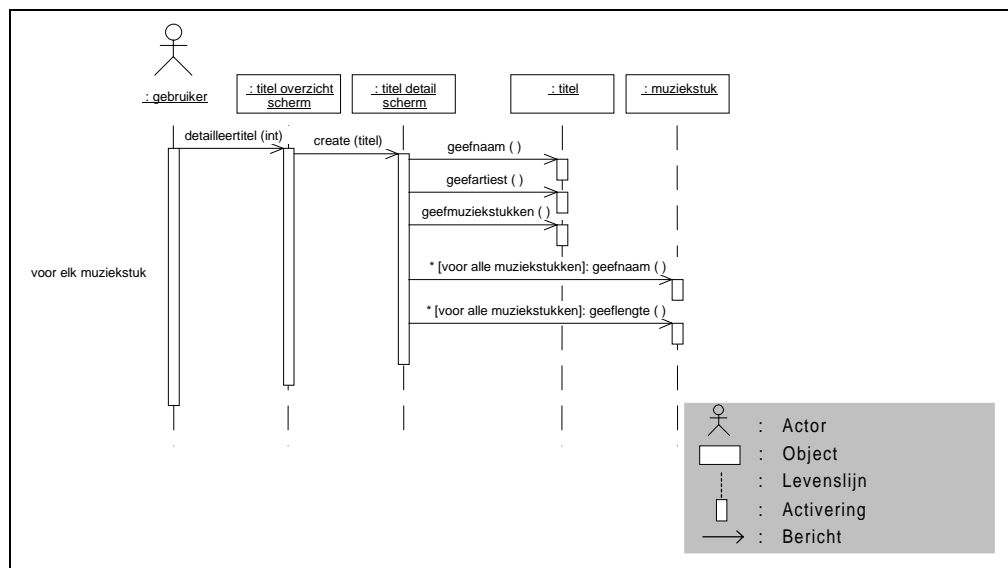 : gebruiker
: titel overzicht
scherm
: titel detail
scherm
: titel
: muziekstuk
detailleertitel (int)
create (titel)
geefnaam ( )
geefartiest ( )
geefmuziekstukken ( )
voor elk muziekstuk
* [voor alle muziekstukken]: geefnaam ( )
* [voor alle muziekstukken]: geeflengte ( )
: Actor
: Object
: Levenslijn
: Activering
: Bericht